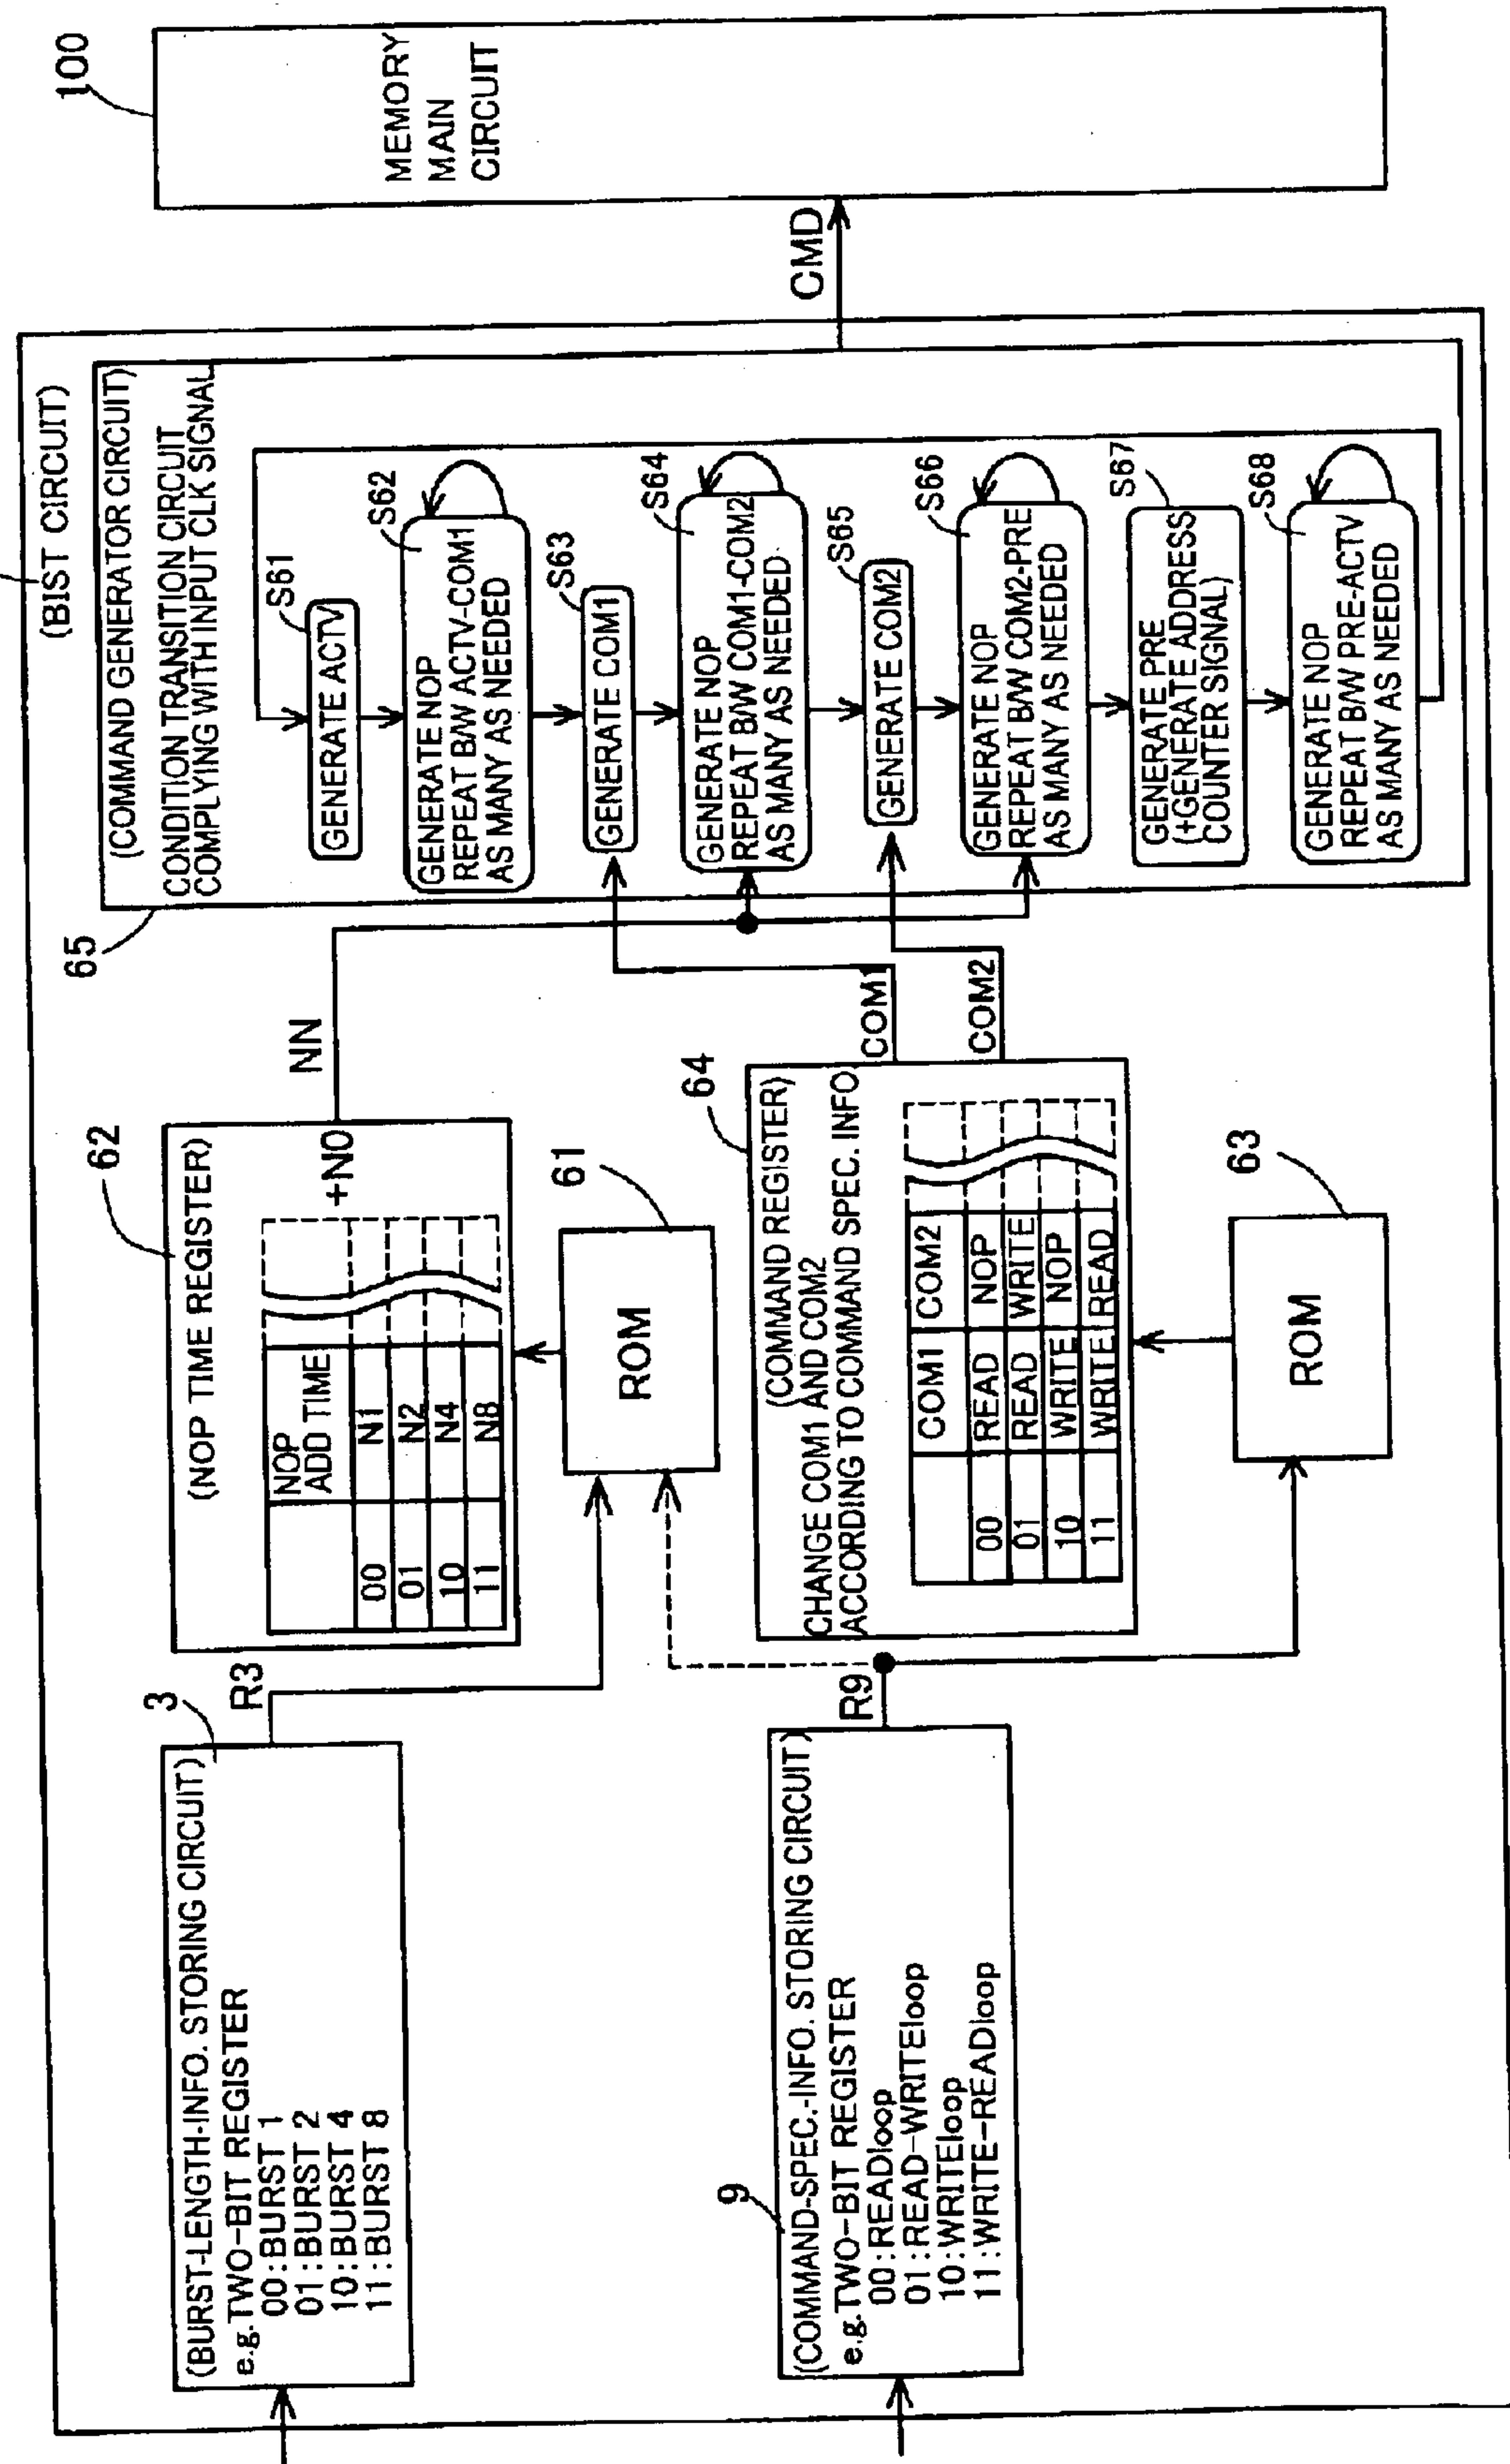 (BIST CIRCUIT)
(BURST-LENGTH-INFO. STORING CIRCUIT)
e.g.TWO-BIT REGISTER
00:BURST 1
01:BURST 2
10:BURST 4
11:BURST 8
3
R3
(COMMAND-SPEC.-INFO. STORING CIRCUIT)
e.g.TWO-BIT REGISTER
00:READloop
01:READ-WRITEloop
10:WRITEloop
11:WRITE-READloop
9
R9
62
(NOP TIME REGISTER)
NOP
ADD TIME
+N0
00 N1
01 N2
10 N4
11 N8
NN
61
ROM
64
(COMMAND REGISTER)
CHANGE COM1 AND COM2
ACCORDING TO COMMAND SPEC. INFO
COM1 COM2
00 READ NOP
01 READ WRITE
10 WRITE NOP
11 WRITE READ
COM1
COM2
63
ROM
65
(COMMAND GENERATOR CIRCUIT)
CONDITION TRANSITION CIRCUIT
COMPLYING WITH INPUT CLK SIGNAL
S61
GENERATE ACTV
S62
GENERATE NOP
REPEAT B/W ACTV-COM1
AS MANY AS NEEDED
S63
GENERATE COM1
S64
GENERATE NOP
REPEAT B/W COM1-COM2
AS MANY AS NEEDED
S65
GENERATE COM2
S66
GENERATE NOP
REPEAT B/W COM2-PRE
AS MANY AS NEEDED
S67
GENERATE PRE
(+GENERATE ADDRESS
COUNTER SIGNAL)
S68
GENERATE NOP
REPEAT B/W PRE-ACTV
AS MANY AS NEEDED
CMD
100
MEMORY
MAIN
CIRCUIT